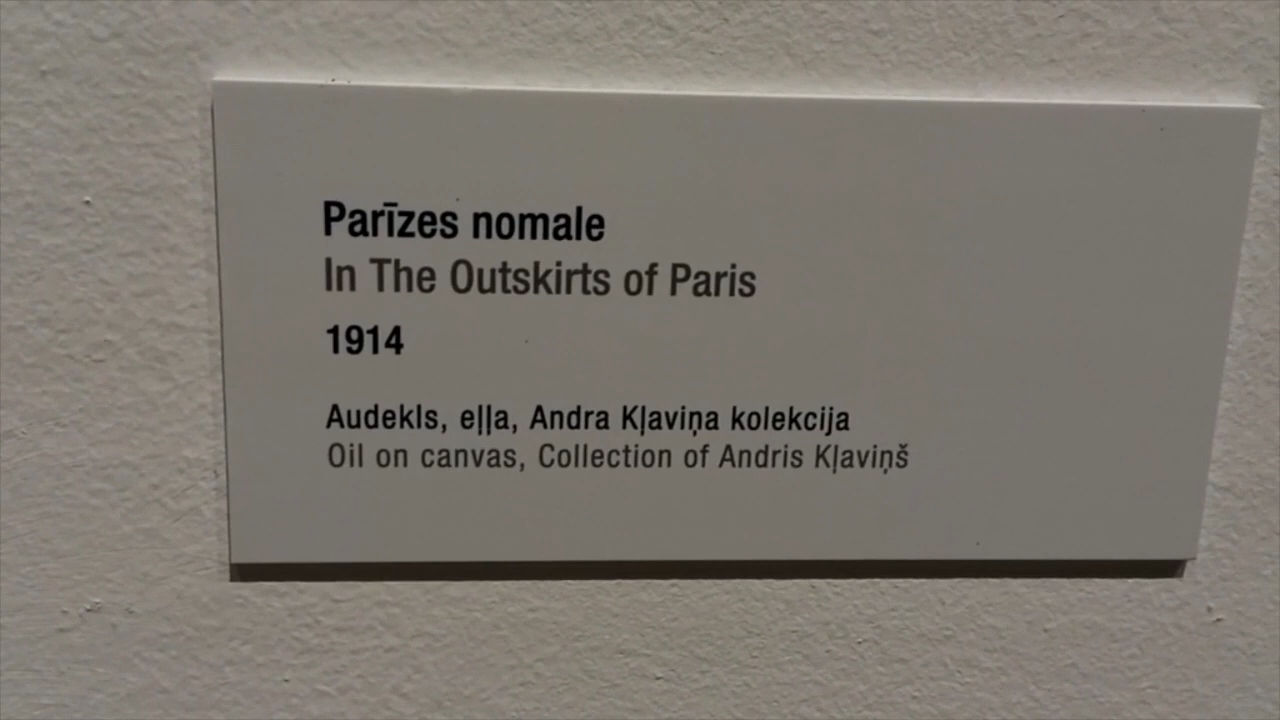 Parīzes nomale
In The Outskirts of Paris
1914
Audekls, eļļa, Andra Kļaviņa kolekcija
Oil on canvas, Collection of Andris Kļaviņš